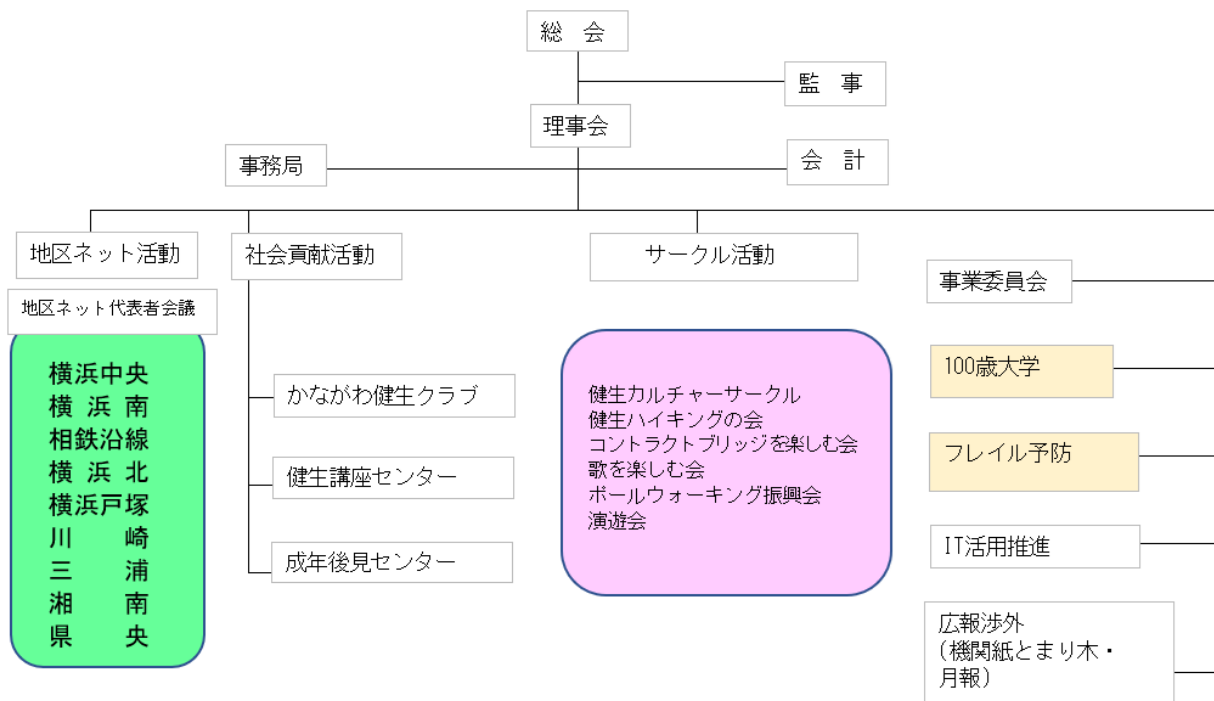 総　会
監　事
理事会
事務局
会　計
地区ネット活動
社会貢献活動
サークル活動
事業委員会
地区ネット代表者会議
横浜中央
横 浜 南
相鉄沿線
横 浜 北
横浜戸塚
川　　崎
三　　浦
湘　　南
県　　央
かながわ健生クラブ
健生講座センター
成年後見センター
健生カルチャーサークル
健生ハイキングの会
コントラクトブリッジを楽しむ会
歌を楽しむ会
ポールウォーキング振興会
演遊会
100歳大学
フレイル予防
IT活用推進
広報渉外
(機関紙とまり木・
月報)